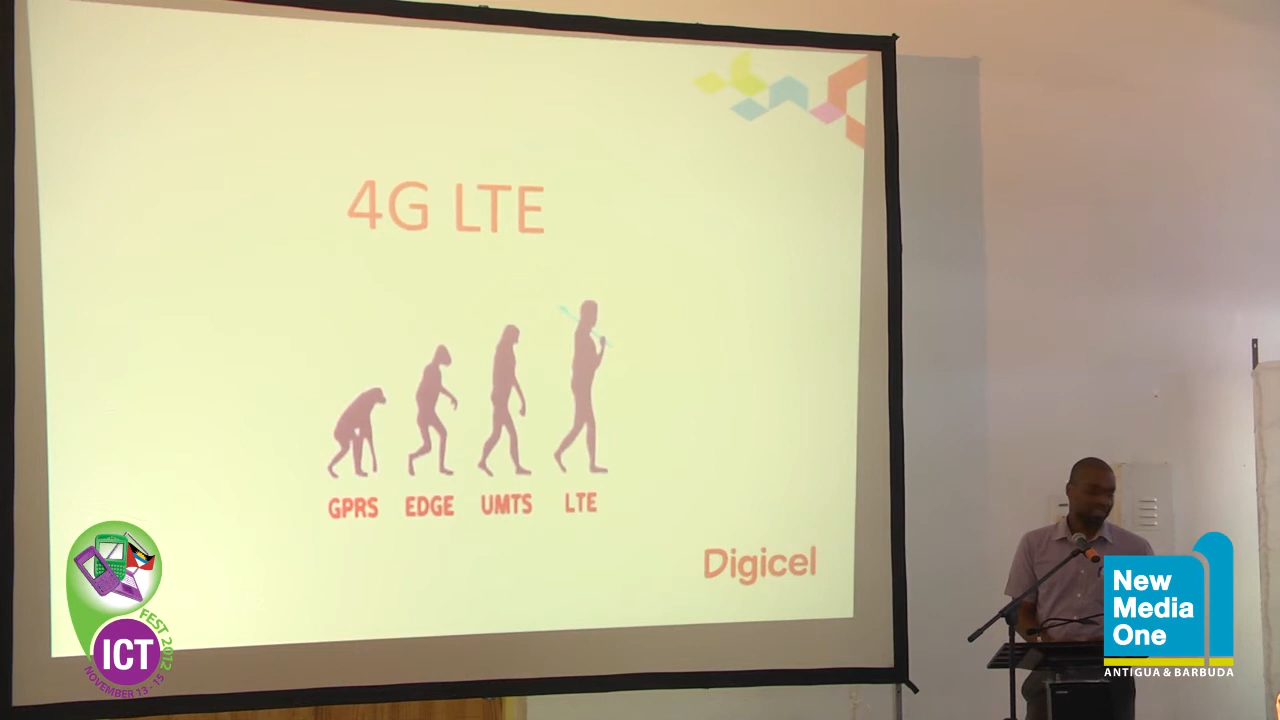 4G LTE
GPRS EDGE UMTS LTE
Digicel
FEST 2012
ICT
NOVEMBER 13 - 15
New
Media
One
ANTIGUA & BARBUDA